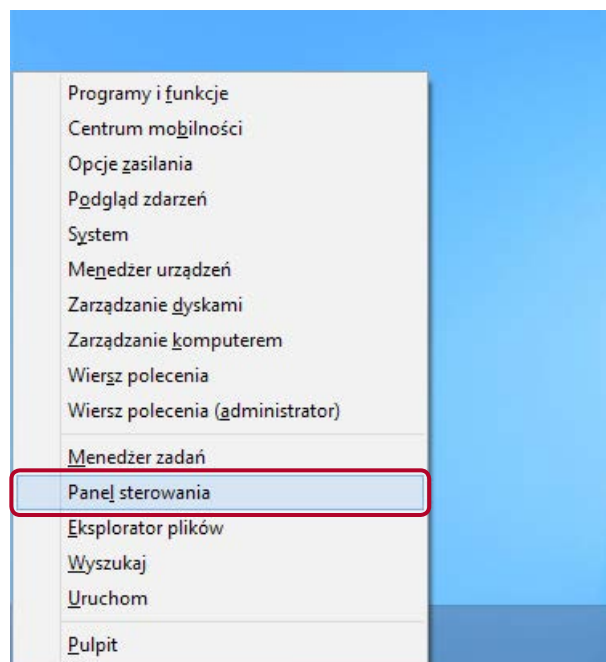 Programy i funkcje
Centrum mobilności
Opcje zasilania
Podgląd zdarzeń
System
Menedżer urządzeń
Zarządzanie dyskami
Zarządzanie komputerem
Wiersz polecenia
Wiersz polecenia (administrator)
Menedżer zadań
Panel sterowania
Eksplorator plików
Wyszukaj
Uruchom
Pulpit